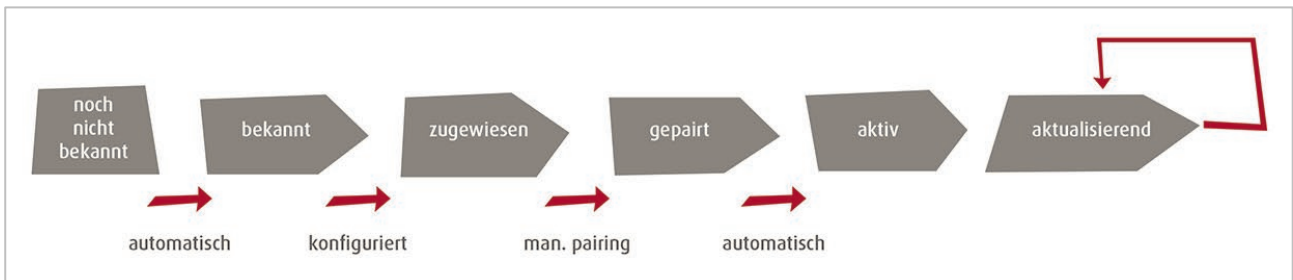 noch
nicht
bekannt
bekannt
zugewiesen
gepairt
aktiv
aktualisierend
automatisch
konfiguriert
man. pairing
automatisch